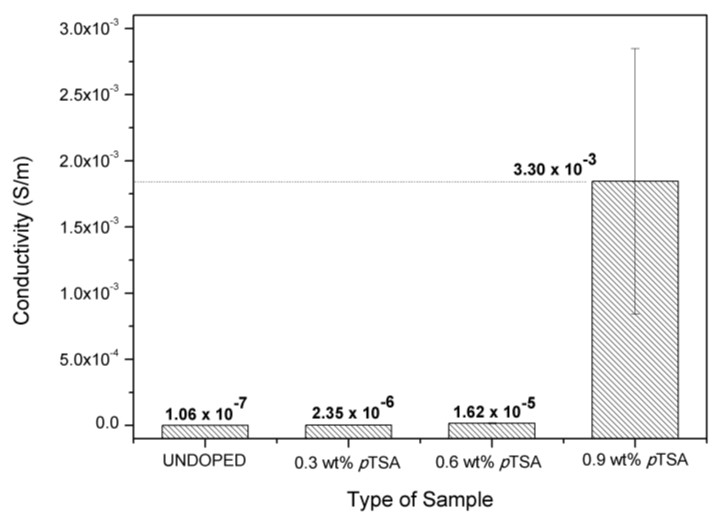 3.0x10⁻³
2.5x10⁻³
2.0x10⁻³
1.5x10⁻³
1.0x10⁻³
5.0x10⁻⁴
0.0
Conductivity (S/m)
3.30 x 10⁻³
1.06 x 10⁻⁷
2.35 x 10⁻⁶
1.62 x 10⁻⁵
UNDOPED
0.3 wt% pTSA
0.6 wt% pTSA
0.9 wt% pTSA
Type of Sample